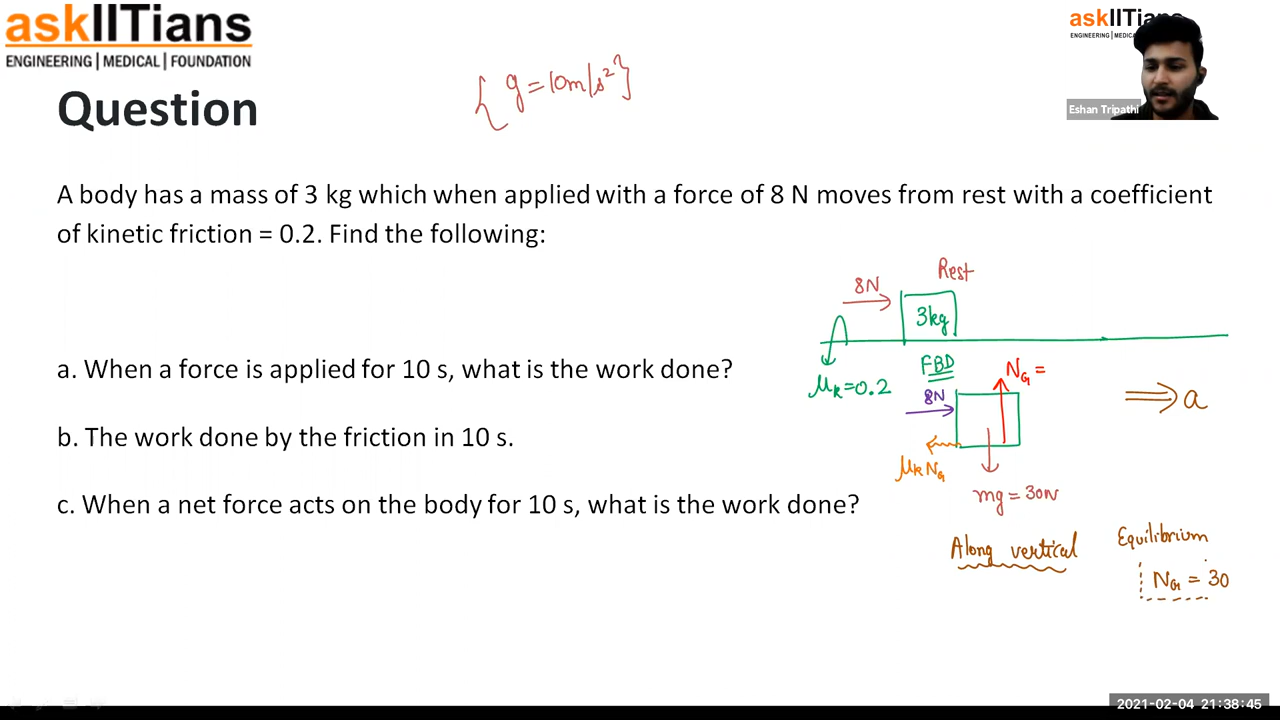 askIITians
ENGINEERING | MEDICAL | FOUNDATION
askIITians
ENGINEERING | MEDICAL
Eshan Tripathi
{ g = 10m/s² }
Question
A body has a mass of 3 kg which when applied with a force of 8 N moves from rest with a coefficient
of kinetic friction = 0.2. Find the following:
Rest
8N
3kg
a. When a force is applied for 10 s, what is the work done?
μK = 0.2
FBD
NG =
8N
⇒ a
b. The work done by the friction in 10 s.
μK NG
mg = 30N
c. When a net force acts on the body for 10 s, what is the work done?
Along vertical
Equilibrium
NG = 30
2021-02-04 21:38:45